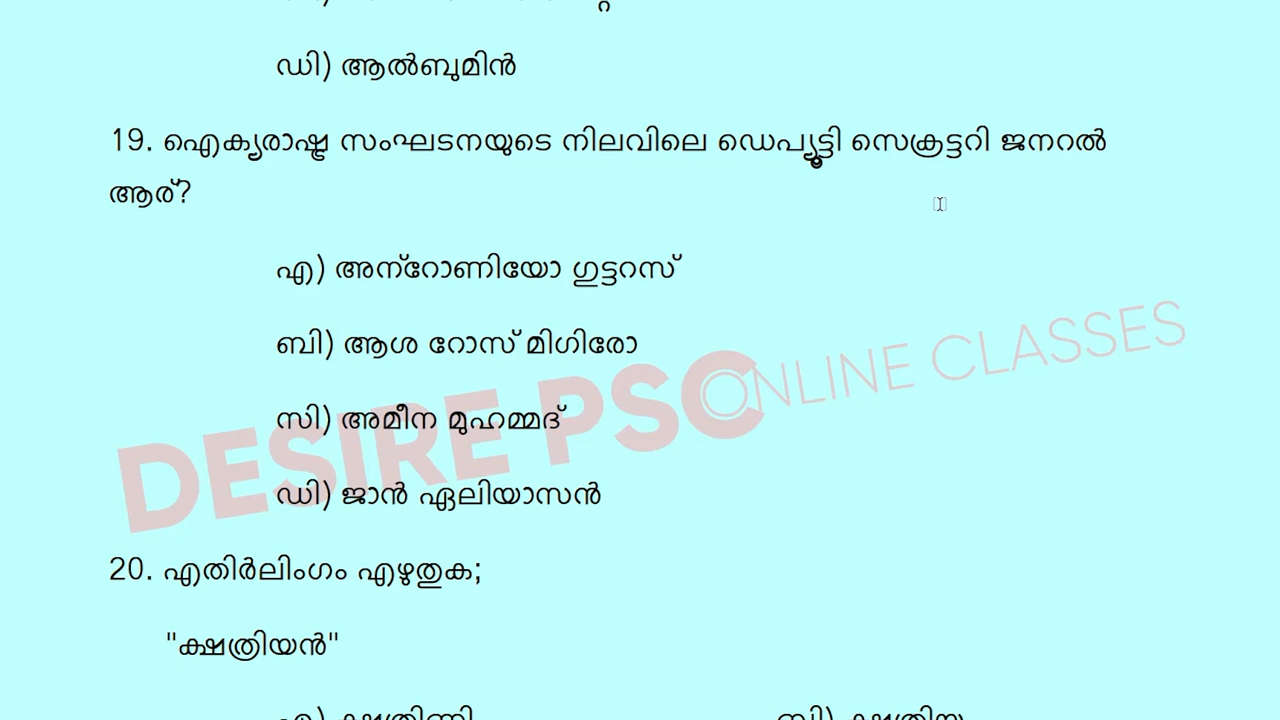 ഡി) ആൽബുമിൻ
19. ഐക്യരാഷ്ട്ര സംഘടനയുടെ നിലവിലെ ഡെപ്യൂട്ടി സെക്രട്ടറി ജനറൽ
ആര്?
എ) അന്റോണിയോ ഗുട്ടറസ്
ബി) ആശ റോസ് മിഗിരോ
സി) അമീന മുഹമ്മദ്
ഡി) ജാൻ ഏലിയാസൻ
DESIRE PSC ONLINE CLASSES
20. എതിർലിംഗം എഴുതുക;
"ക്ഷത്രിയൻ"